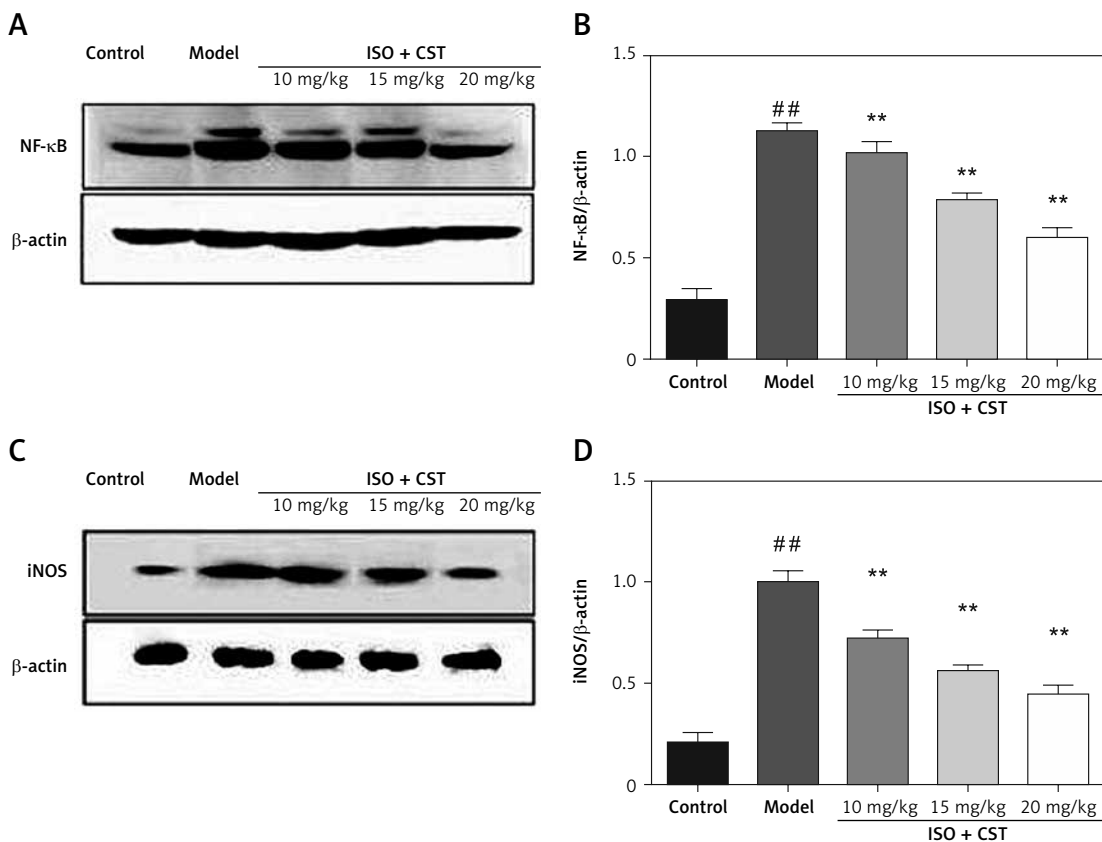 A
Control Model ISO + CST
10 mg/kg 15 mg/kg 20 mg/kg
NF-κB
β-actin
B
NF-κB/β-actin
1.5
1.0
0.5
0
##
**
**
**
Control Model 10 mg/kg 15 mg/kg 20 mg/kg
ISO + CST
C
Control Model ISO + CST
10 mg/kg 15 mg/kg 20 mg/kg
iNOS
β-actin
D
iNOS/β-actin
1.5
1.0
0.5
0
##
**
**
**
Control Model 10 mg/kg 15 mg/kg 20 mg/kg
ISO + CST